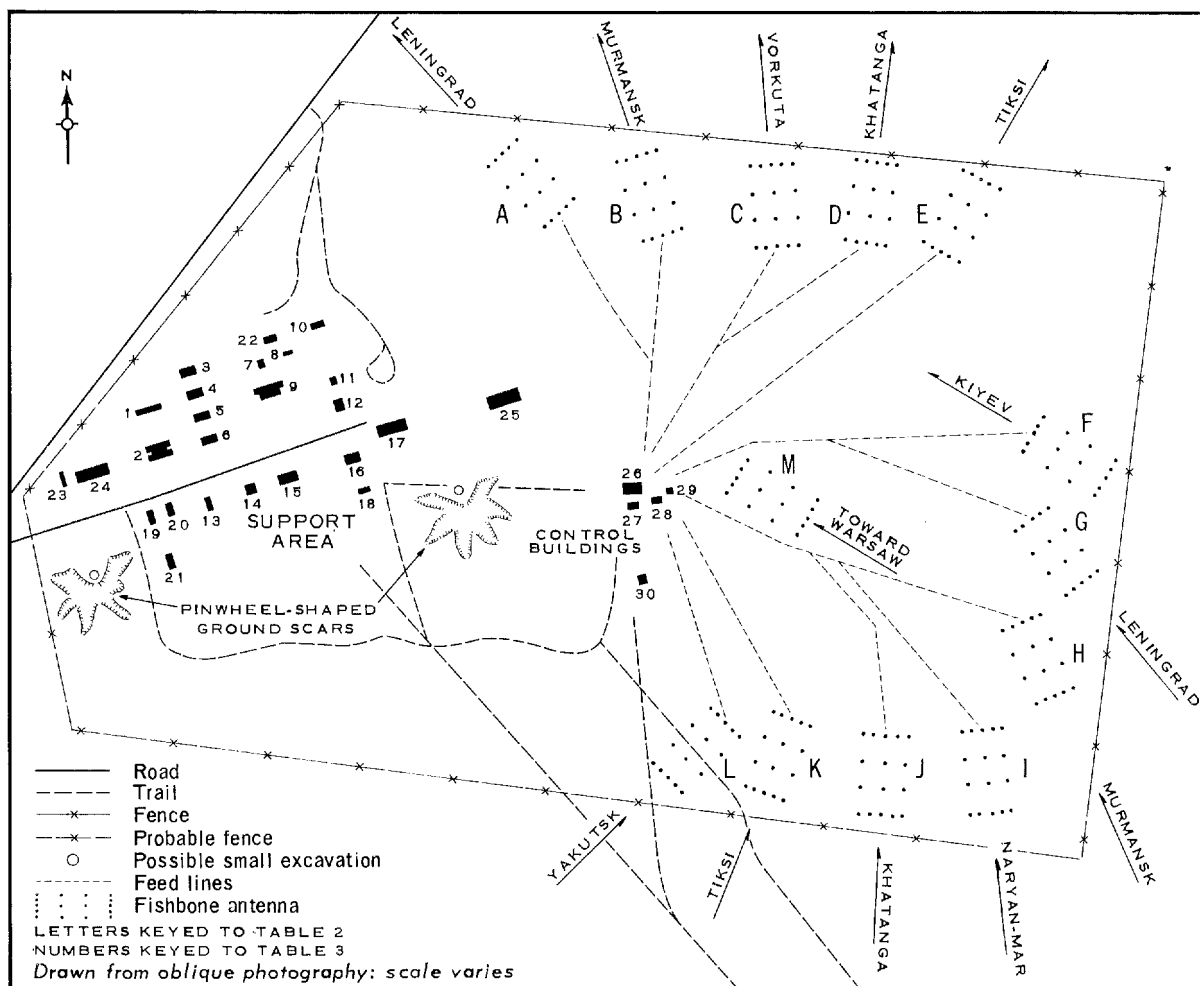 N
LENINGRAD
MURMANSK
VORKUTA
KHATANGA
TIKSI
A
B
C
D
E
22
10
8
7
3
9
11
4
1
5
12
25
6
17
2
KIYEV
F
23
24
16
26
M
29
15
14
18
28
27
20
13
19
SUPPORT
AREA
CONTROL
BUILDINGS
TOWARD
WARSAW
G
21
30
PINWHEEL-SHAPED
GROUND SCARS
H
LENINGRAD
L
K
J
I
YAKUTSK
TIKSI
KHATANGA
NARYAN-MAR
MURMANSK
Road
Trail
Fence
Probable fence
Possible small excavation
Feed lines
Fishbone antenna
LETTERS KEYED TO TABLE 2
NUMBERS KEYED TO TABLE 3
Drawn from oblique photography: scale varies